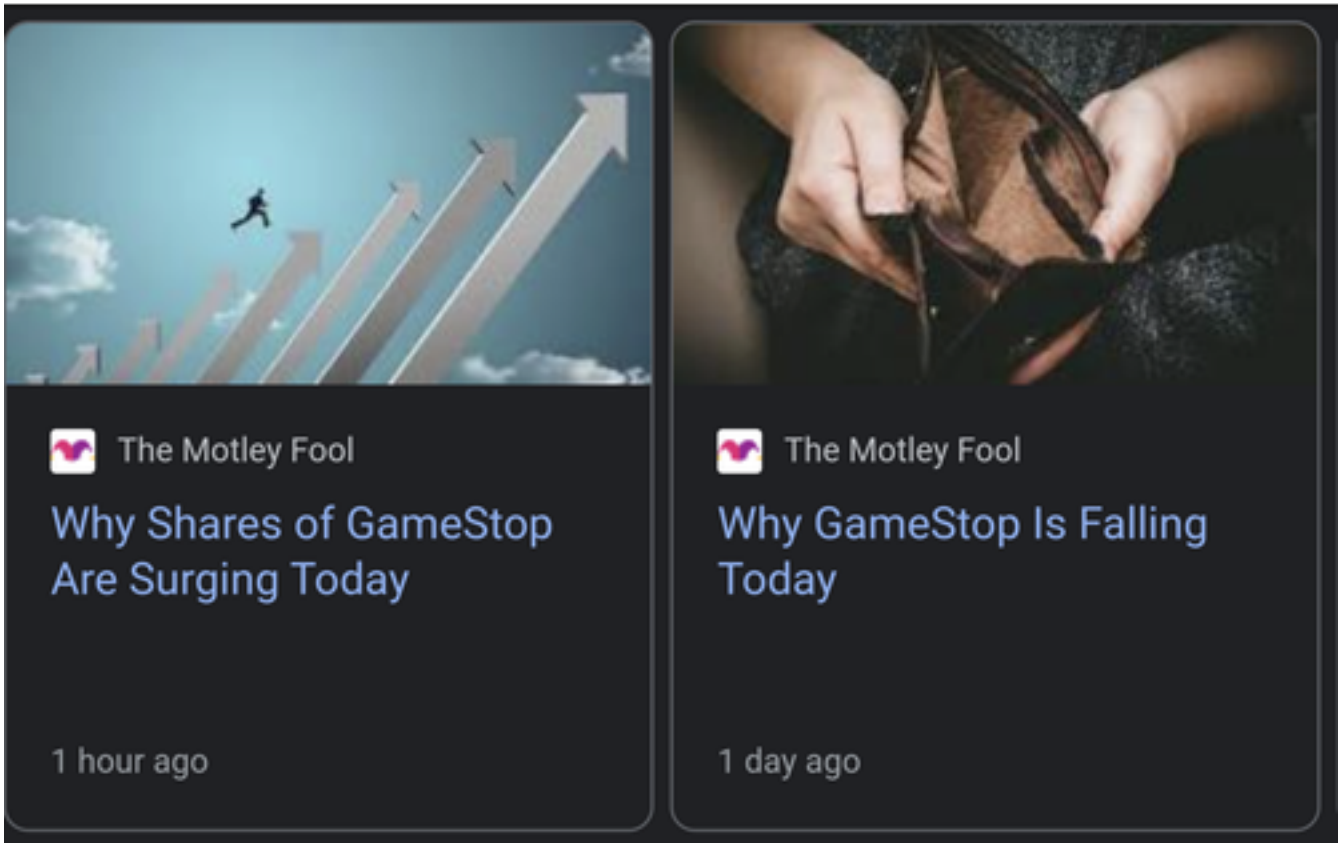 The Motley Fool
Why Shares of GameStop
Are Surging Today
1 hour ago
The Motley Fool
Why GameStop Is Falling
Today
1 day ago